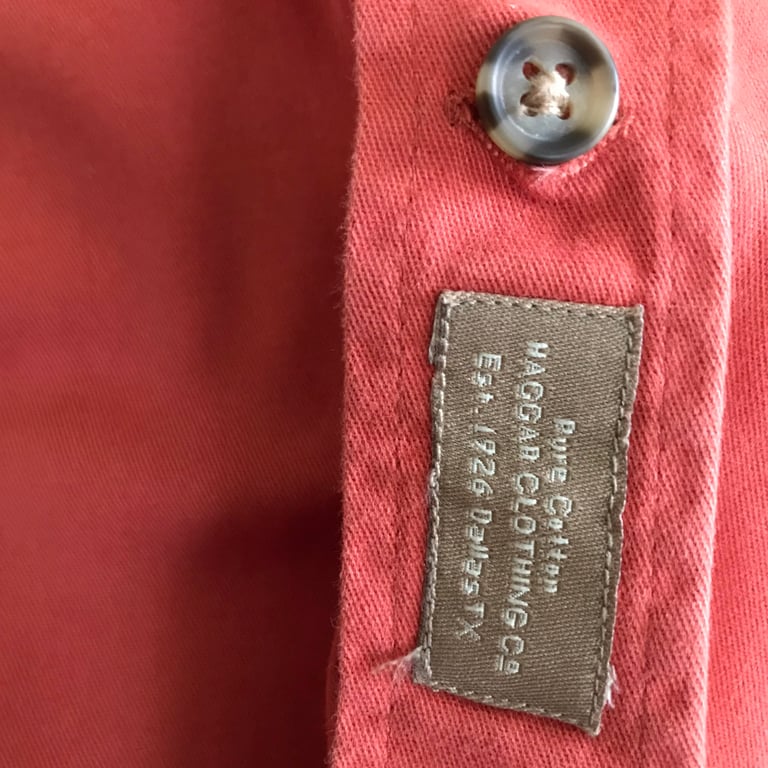 Pure Cotton
HAGGAR CLOTHING Co
Est. 1926 Dallas TX